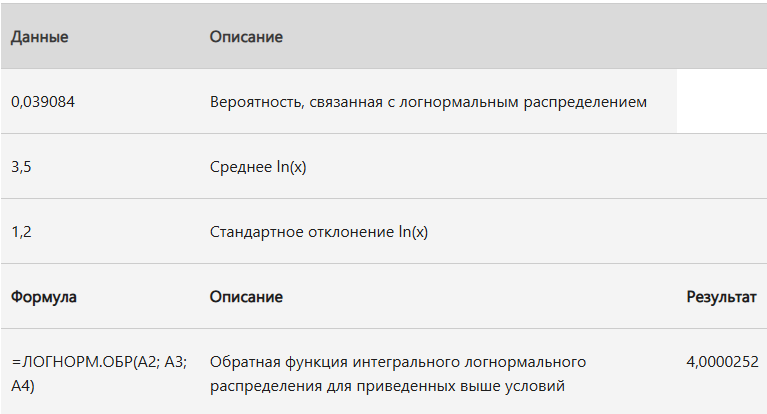 Данные Описание
0,039084 Вероятность, связанная с логнормальным распределением
3,5 Среднее ln(x)
1,2 Стандартное отклонение ln(x)
Формула Описание Результат
=ЛОГНОРМ.ОБР(A2; A3; Обратная функция интегрального логнормального 4,0000252
A4) распределения для приведенных выше условий